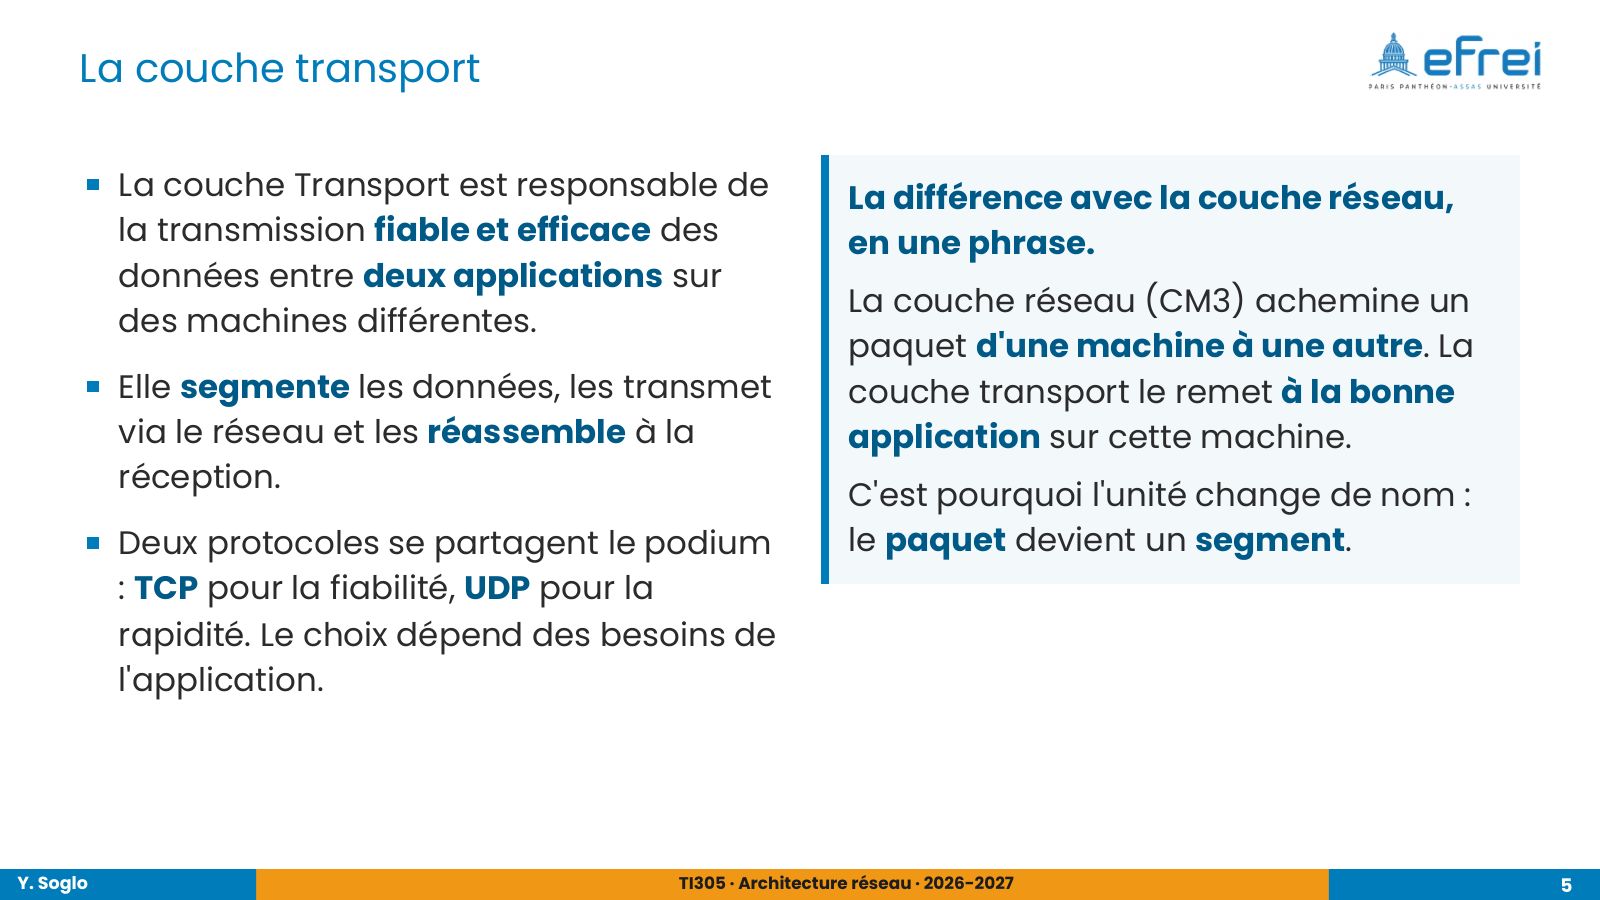 La couche transport
efrei
PARIS PANTHÉON-ASSAS UNIVERSITÉ
La couche Transport est responsable de
la transmission fiable et efficace des
données entre deux applications sur
des machines différentes.
Elle segmente les données, les transmet
via le réseau et les réassemble à la
réception.
Deux protocoles se partagent le podium
: TCP pour la fiabilité, UDP pour la
rapidité. Le choix dépend des besoins de
l'application.
La différence avec la couche réseau,
en une phrase.
La couche réseau (CM3) achemine un
paquet d'une machine à une autre. La
couche transport le remet à la bonne
application sur cette machine.
C'est pourquoi l'unité change de nom :
le paquet devient un segment.
Y. Soglo
TI305 · Architecture réseau · 2026-2027
5